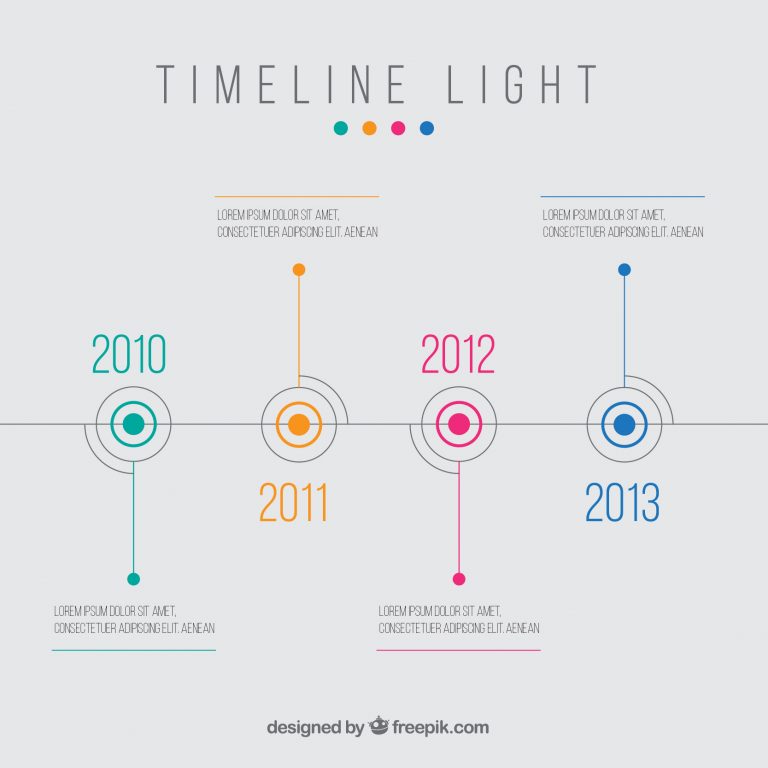 TIMELINE LIGHT
LOREM IPSUM DOLOR SIT AMET,
CONSECTETUER ADIPISCING ELIT. AENEAN
LOREM IPSUM DOLOR SIT AMET,
CONSECTETUER ADIPISCING ELIT. AENEAN
2010
2012
2011
2013
LOREM IPSUM DOLOR SIT AMET,
CONSECTETUER ADIPISCING ELIT. AENEAN
LOREM IPSUM DOLOR SIT AMET,
CONSECTETUER ADIPISCING ELIT. AENEAN
designed by freepik.com